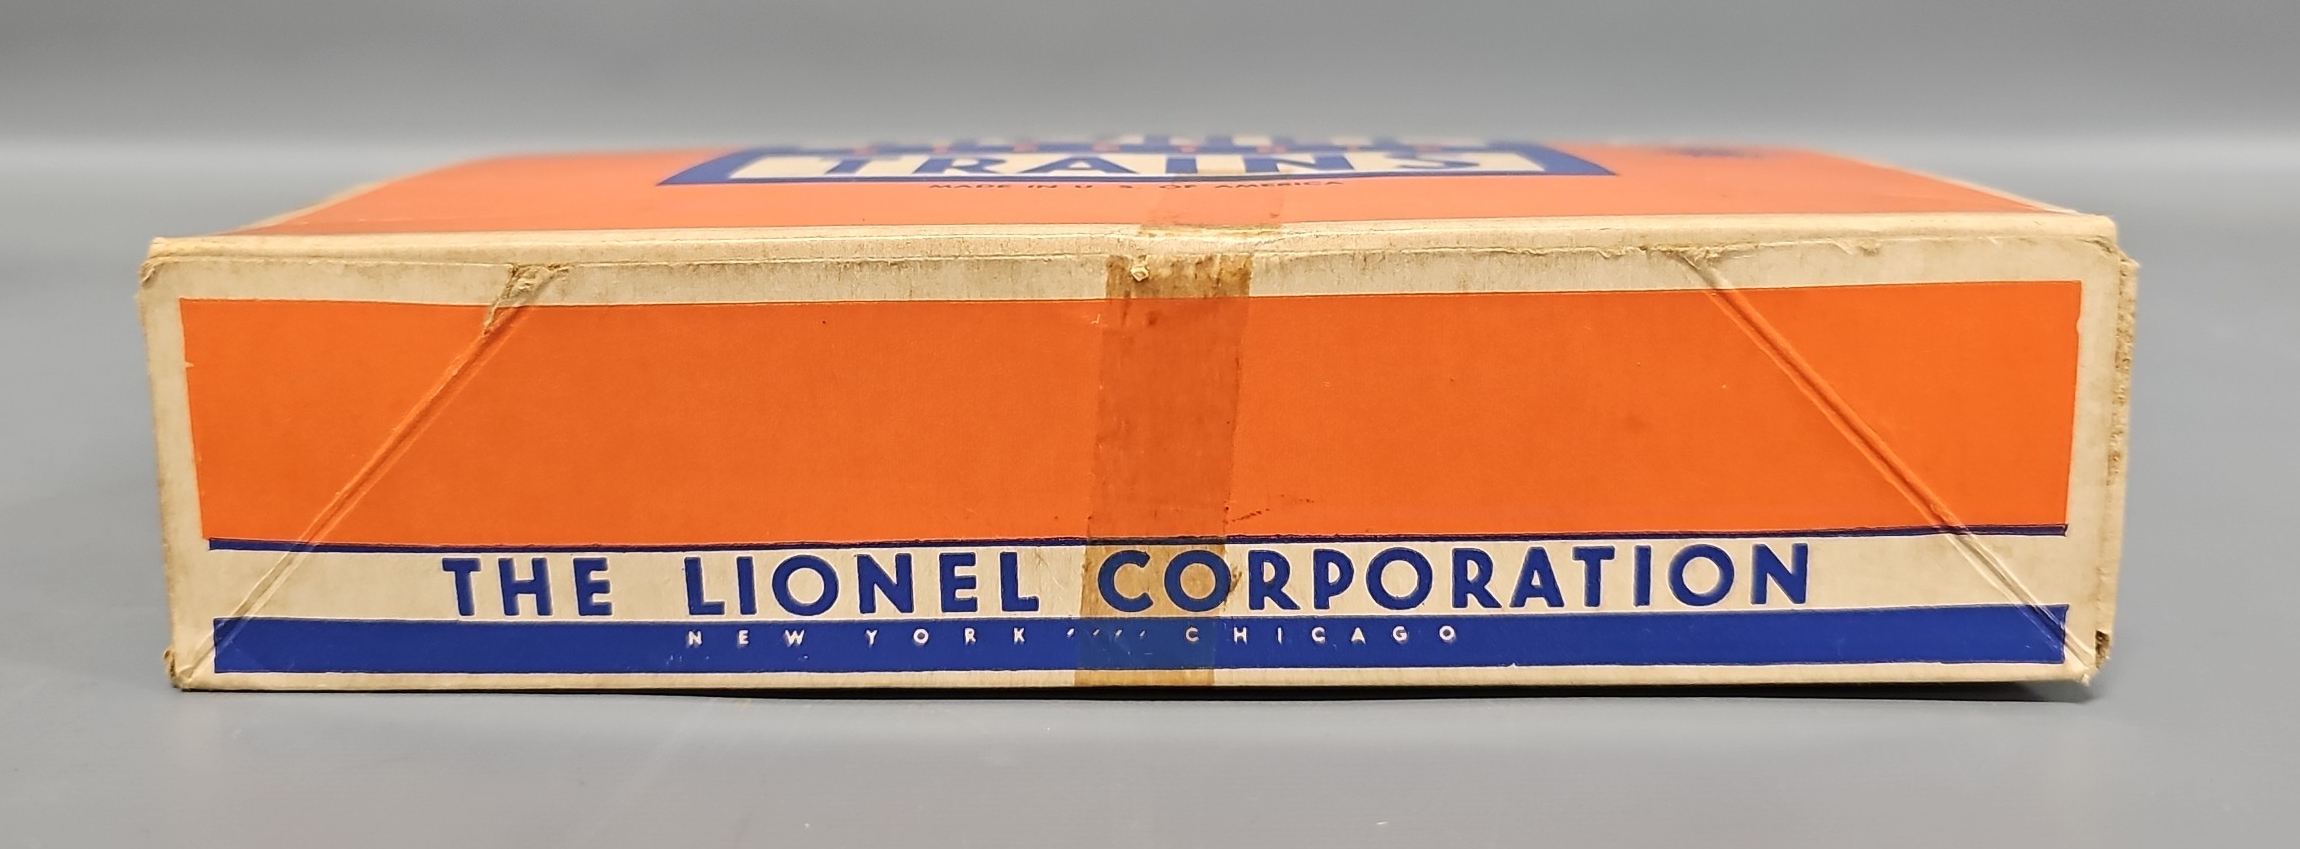 TRAINS
MADE IN U. S. OF AMERICA
THE LIONEL CORPORATION
NEW YORK ,,,, CHICAGO